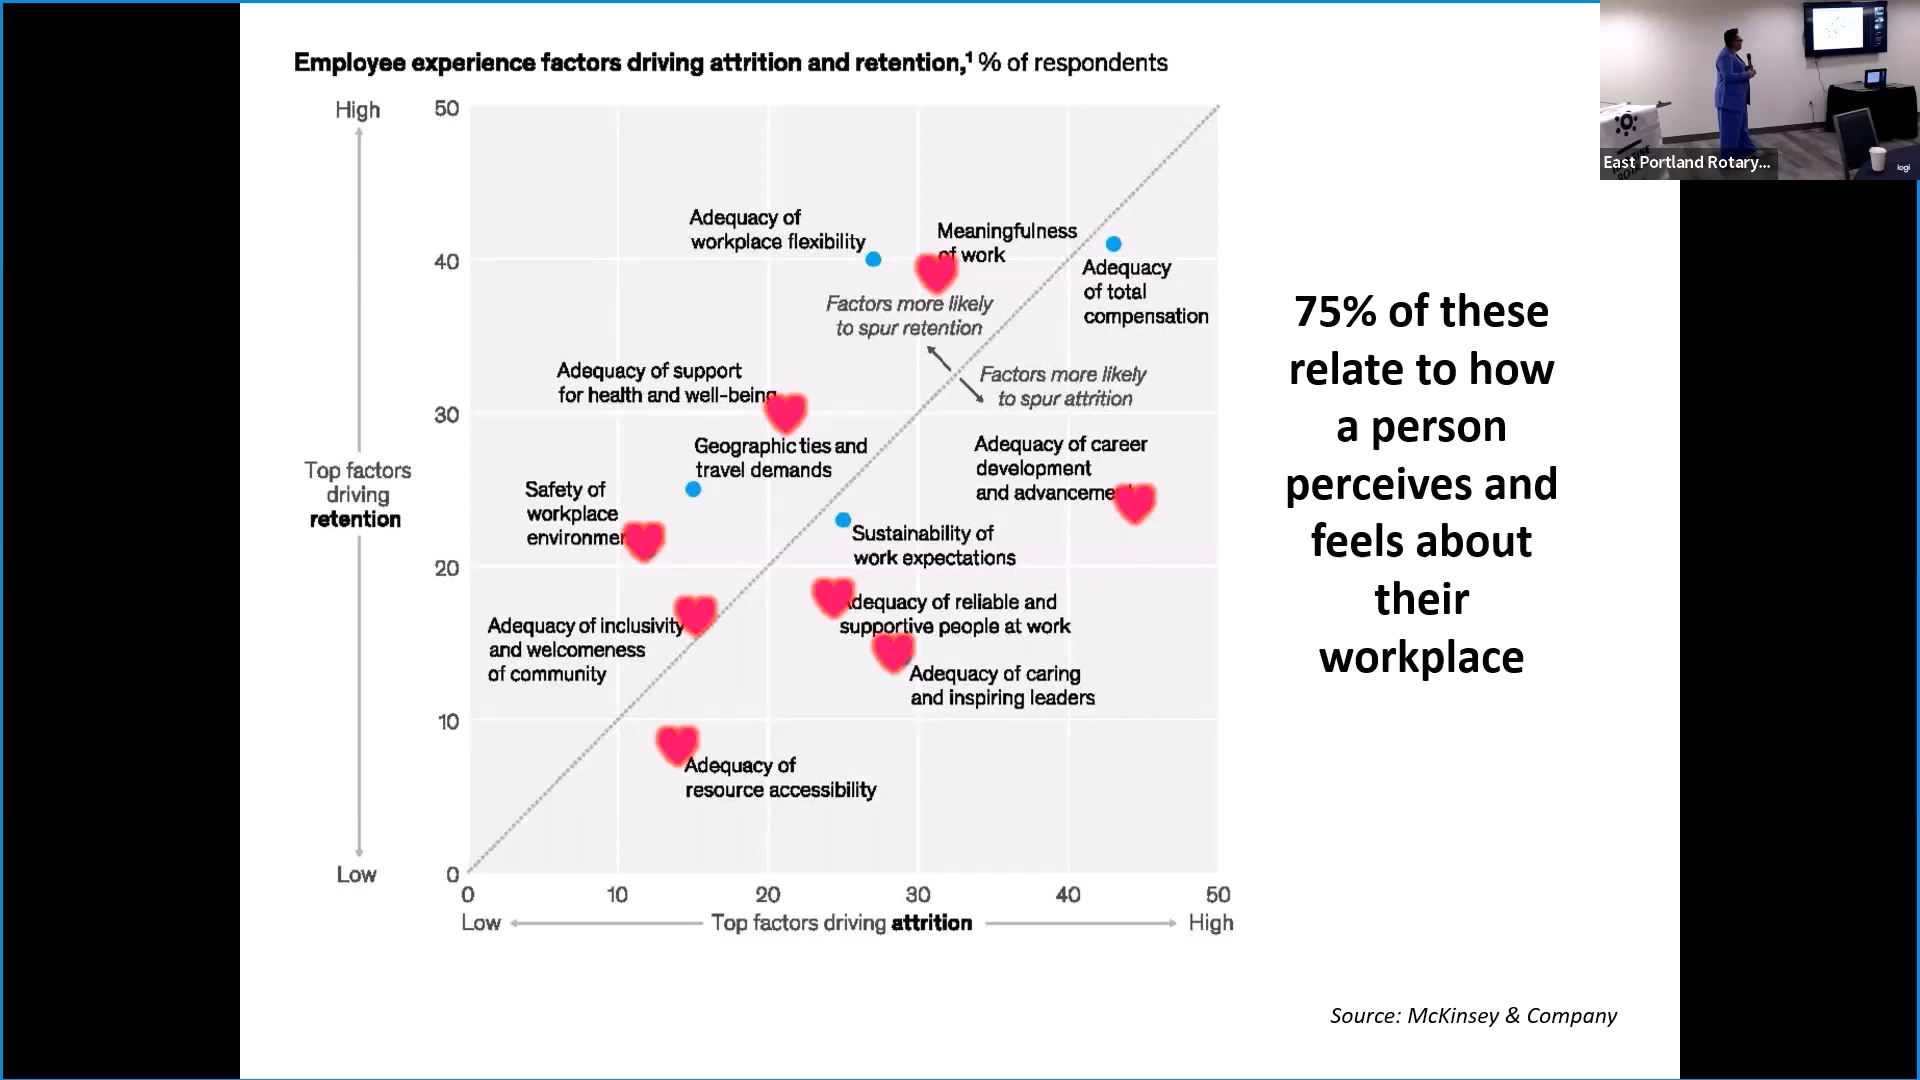 Employee experience factors driving attrition and retention,¹ % of respondents
High
50
40
30
20
10
0
Top factors
driving
retention
Low
Adequacy of
workplace flexibility
Meaningfulness
of work
Adequacy
of total
compensation
Factors more likely
to spur retention
Factors more likely
to spur attrition
Adequacy of support
for health and well-being
Geographic ties and
travel demands
Adequacy of career
development
and advanceme
Safety of
workplace
environmen
Sustainability of
work expectations
Adequacy of inclusivity
and welcomeness
of community
dequacy of reliable and
supportive people at work
Adequacy of caring
and inspiring leaders
Adequacy of
resource accessibility
0 10 20 30 40 50
Low Top factors driving attrition High
75% of these
relate to how
a person
perceives and
feels about
their
workplace
Source: McKinsey & Company
East Portland Rotary...
logi